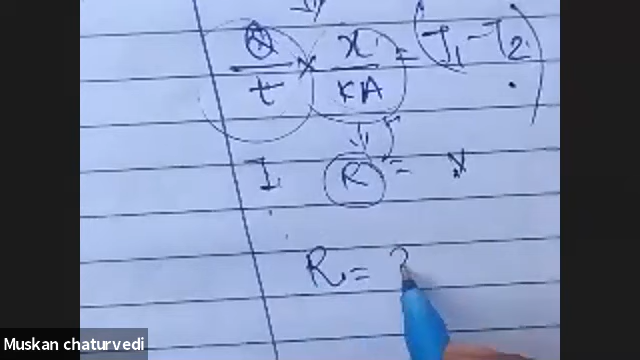 Q/t × x/KA = (T1 - T2)
I R = V
R =
Muskan chaturvedi